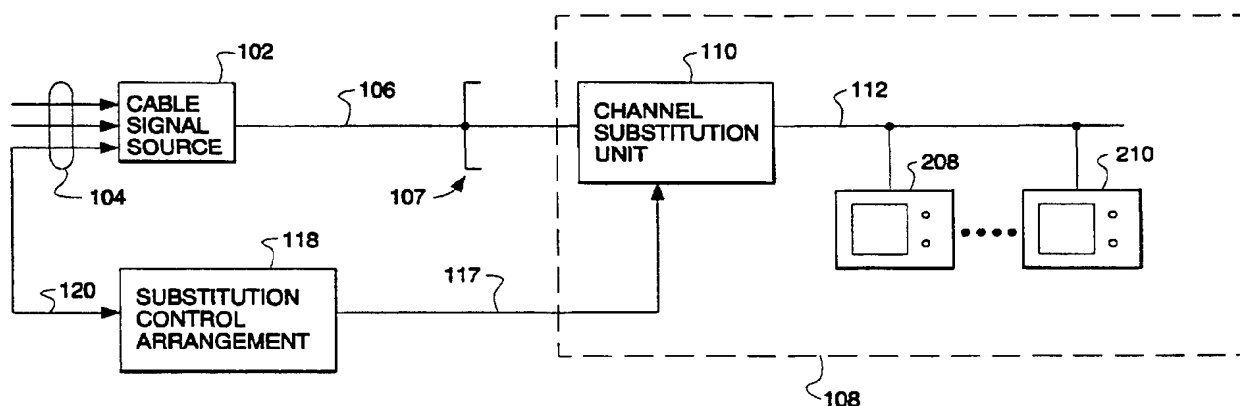 102
110
106
112
CABLE
SIGNAL
SOURCE
CHANNEL
SUBSTITUTION
UNIT
208
210
104
107
118
117
120
SUBSTITUTION
CONTROL
ARRANGEMENT
108